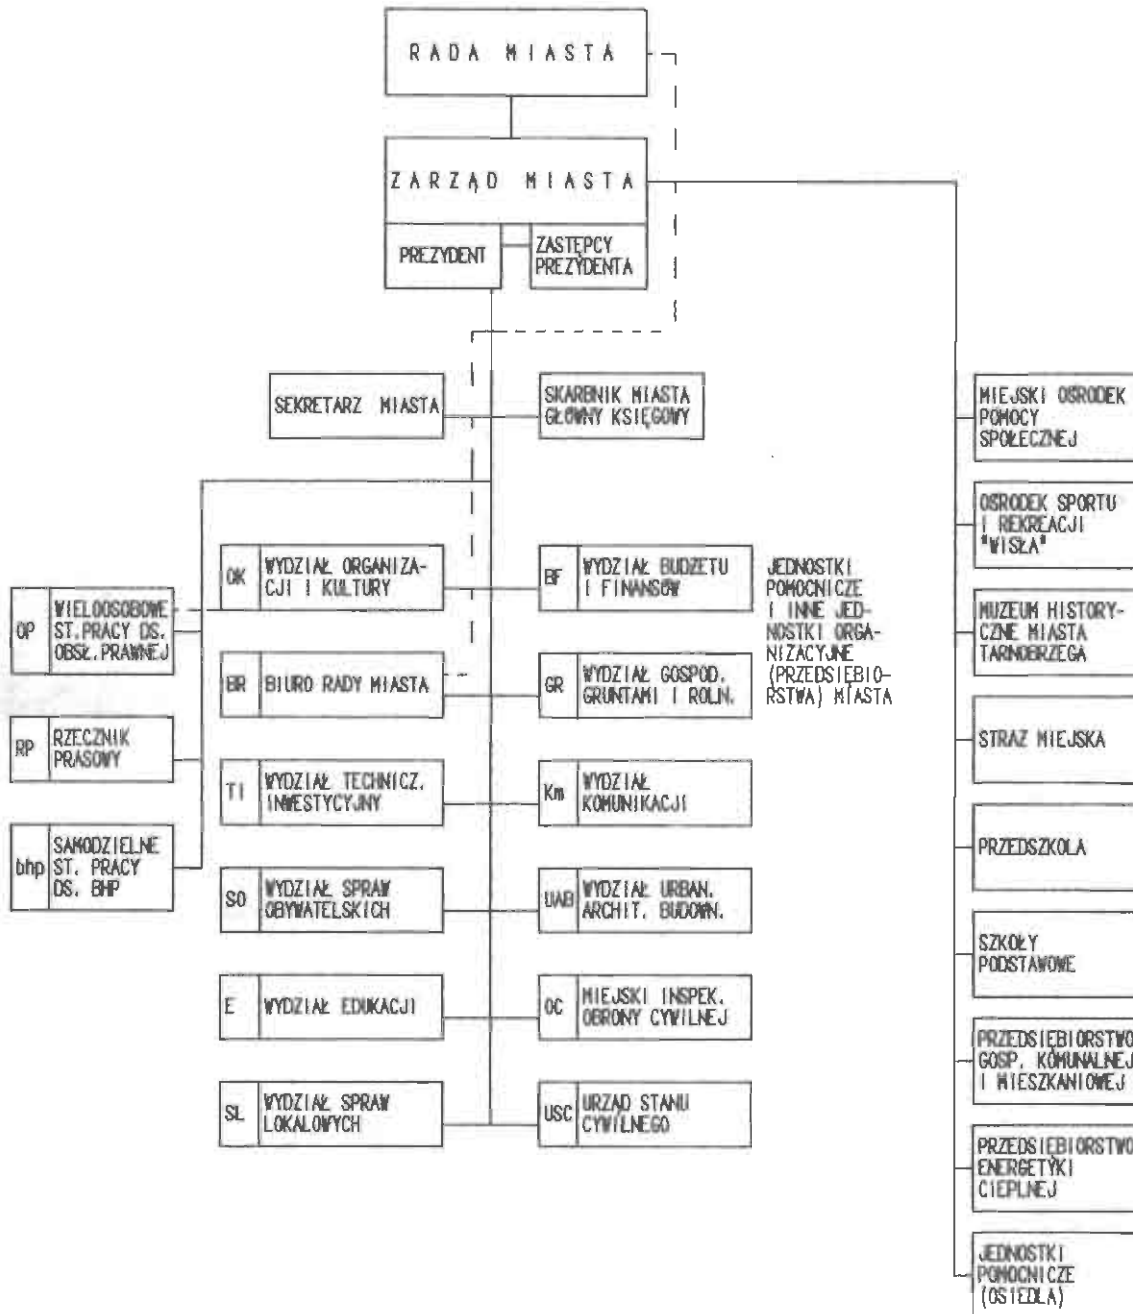 RADA MIASTA
ZARZĄD MIASTA
PREZYDENT
ZASTĘPCY
PREZYDENTA
SEKRETARZ MIASTA
SKARBNIK MIASTA
GŁÓWNY KSIĘGOWY
OP
WIELOOSOBOWE
ST.PRACY DS.
OBSŁ.PRAWNEJ
RP
RZECZNIK
PRASOWY
bhp
SAMODZIELNE
ST. PRACY
DS. BHP
OK
WYDZIAŁ ORGANIZA-
CJI I KULTURY
BR
BIURO RADY MIASTA
TI
WYDZIAŁ TECHNICZ.
INWESTYCYJNY
SO
WYDZIAŁ SPRAW
OBYWATELSKICH
E
WYDZIAŁ EDUKACJI
SL
WYDZIAŁ SPRAW
LOKALOWYCH
BF
WYDZIAŁ BUDŻETU
I FINANSÓW
GR
WYDZIAŁ GOSPOD.
GRUNTAMI I ROLN.
Km
WYDZIAŁ
KOMUNIKACJI
UAB
WYDZIAŁ URBAN.
ARCHIT. BUDOWN.
OC
MIEJSKI INSPEK.
OBRONY CYWILNEJ
USC
URZĄD STANU
CYWILNEGO
JEDNOSTKI
POMOCNICZE
I INNE JED-
NOSTKI ORGA-
NIZACYJNE
(PRZEDSIĘBIO-
RSTWA) MIASTA
MIEJSKI OŚRODEK
POMOCY
SPOŁECZNEJ
OŚRODEK SPORTU
I REKREACJI
"WISŁA"
MUZEUM HISTORY-
CZNE MIASTA
TARNOBRZEGA
STRAŻ MIEJSKA
PRZEDSZKOLA
SZKOŁY
PODSTAWOWE
PRZEDSIĘBIORSTWO
GOSP. KOMUNALNEJ
I MIESZKANIOWEJ
PRZEDSIĘBIORSTWO
ENERGETYKI
CIEPLNEJ
JEDNOSTKI
POMOCNICZE
(OSIEDLA)